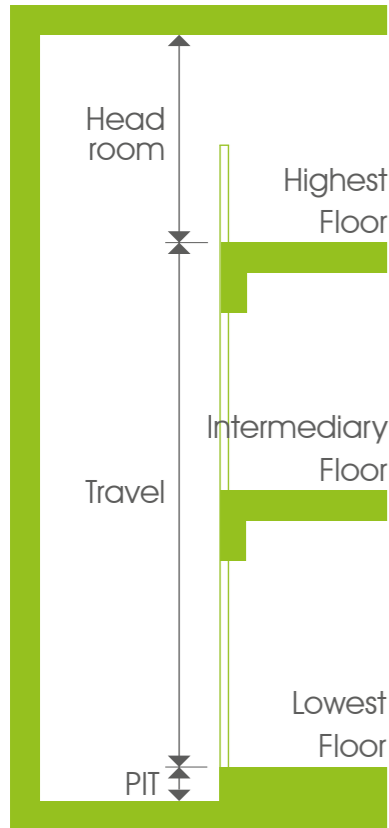 Head
room
Highest
Floor
Intermediary
Floor
Travel
Lowest
Floor
PIT